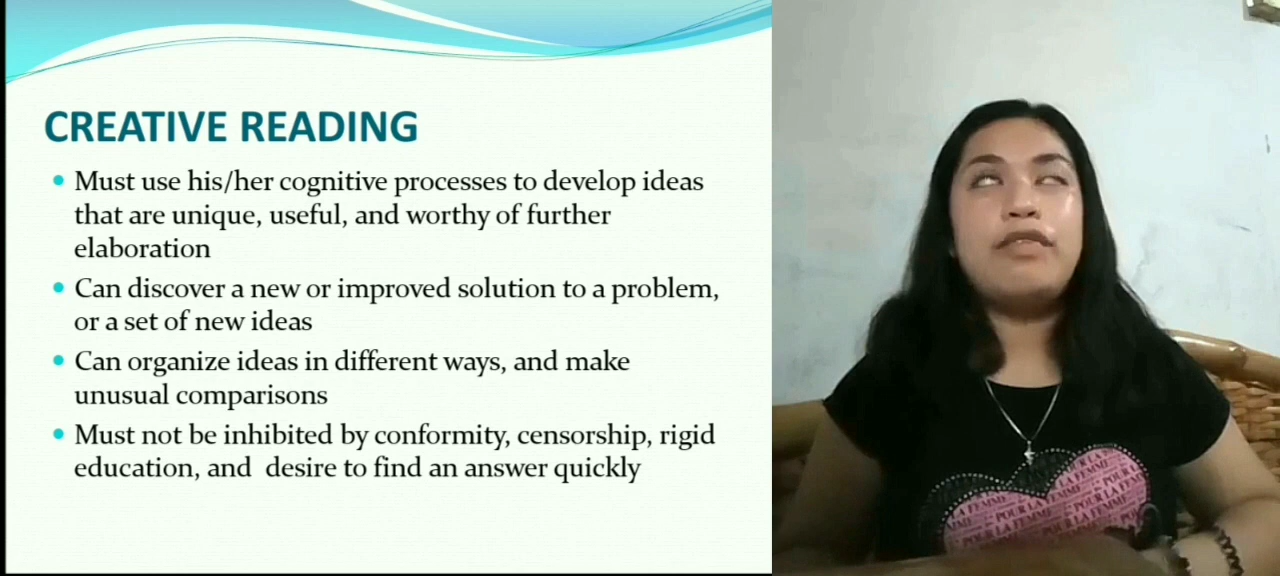 CREATIVE READING
• Must use his/her cognitive processes to develop ideas
that are unique, useful, and worthy of further
elaboration
• Can discover a new or improved solution to a problem,
or a set of new ideas
• Can organize ideas in different ways, and make
unusual comparisons
• Must not be inhibited by conformity, censorship, rigid
education, and  desire to find an answer quickly
POUR LA FEMME